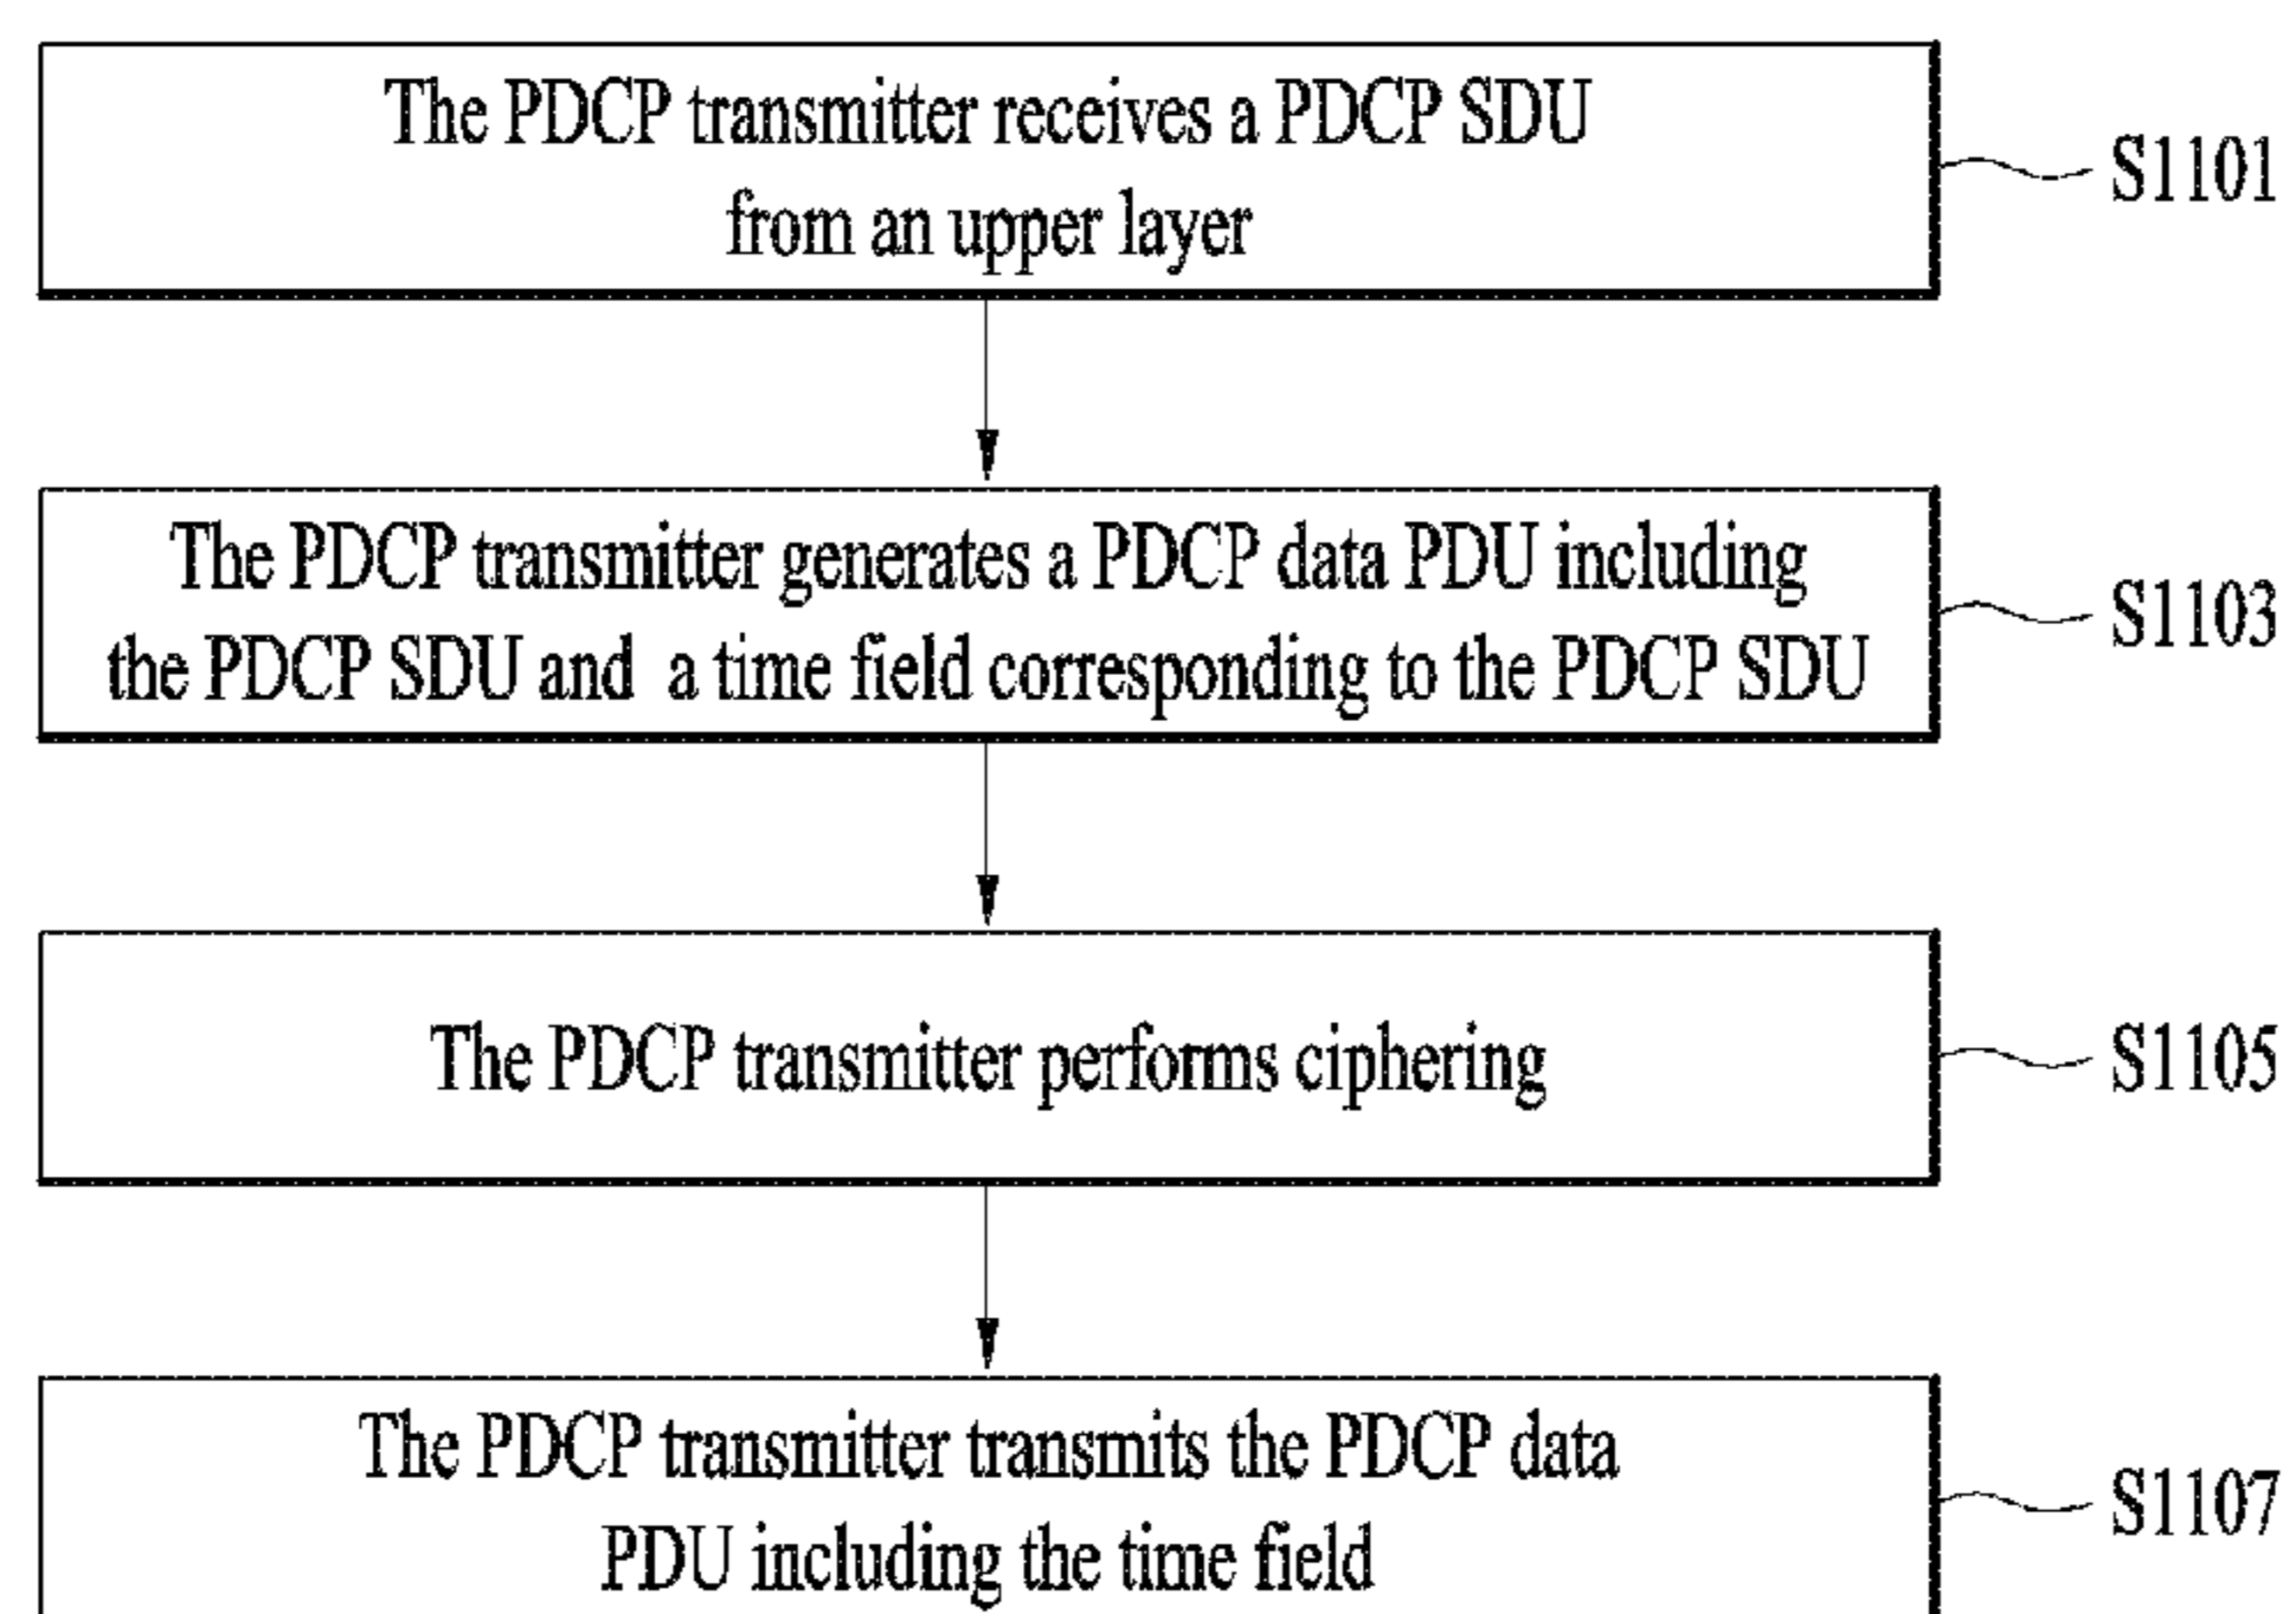 The PDCP transmitter receives a PDCP SDU
from an upper layer
S1101
The PDCP transmitter generates a PDCP data PDU including
the PDCP SDU and a time field corresponding to the PDCP SDU
S1103
The PDCP transmitter performs ciphering
S1105
The PDCP transmitter transmits the PDCP data
PDU including the time field
S1107